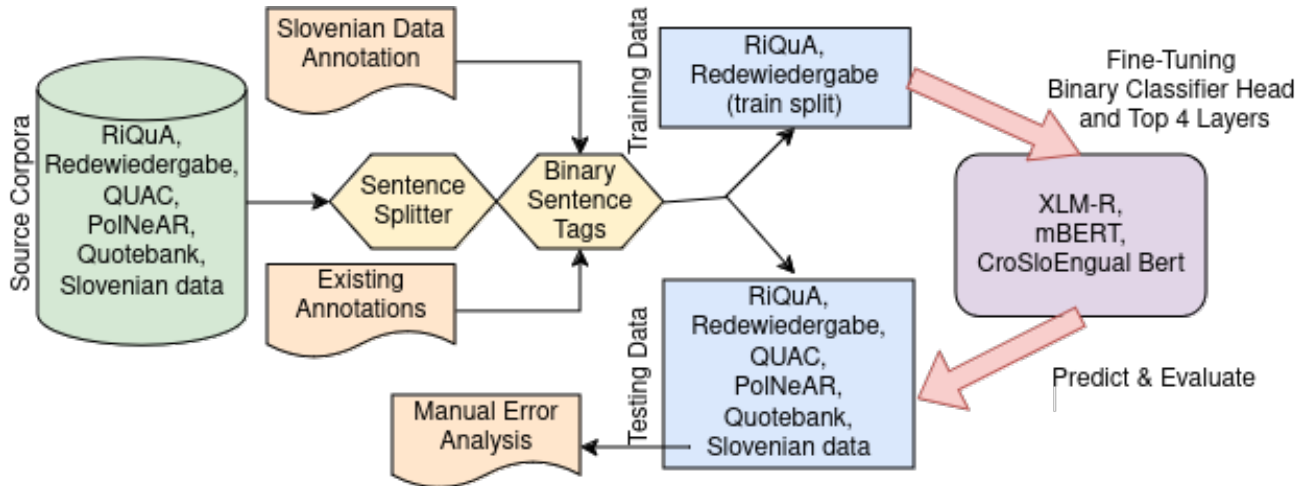 Source Corpora
RiQuA,
Redewiedergabe,
QUAC,
PolNeAR,
Quotebank,
Slovenian data
Slovenian Data
Annotation
Sentence
Splitter
Existing
Annotations
Binary
Sentence
Tags
Training Data
RiQuA,
Redewiedergabe
(train split)
Fine-Tuning
Binary Classifier Head
and Top 4 Layers
XLM-R,
mBERT,
CroSloEngual Bert
Predict & Evaluate
Testing Data
RiQuA,
Redewiedergabe,
QUAC,
PolNeAR,
Quotebank,
Slovenian data
Manual Error
Analysis